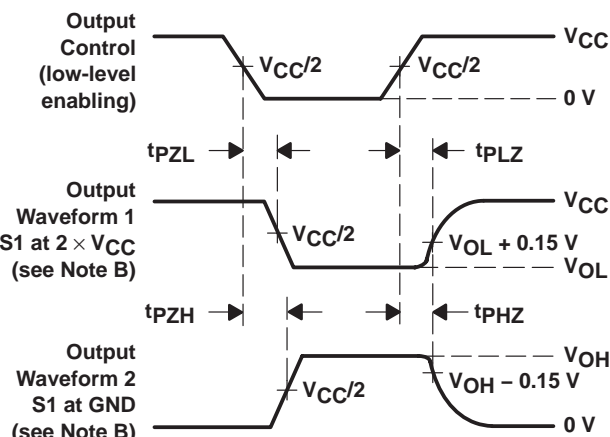 Output
Control
(low-level
enabling)
VCC/2
VCC/2
VCC
0 V
tPZL
tPLZ
Output
Waveform 1
S1 at 2 × VCC
(see Note B)
VCC/2
VCC
VOL + 0.15 V
VOL
tPZH
tPHZ
Output
Waveform 2
S1 at GND
(see Note B)
VCC/2
VOH
VOH − 0.15 V
0 V